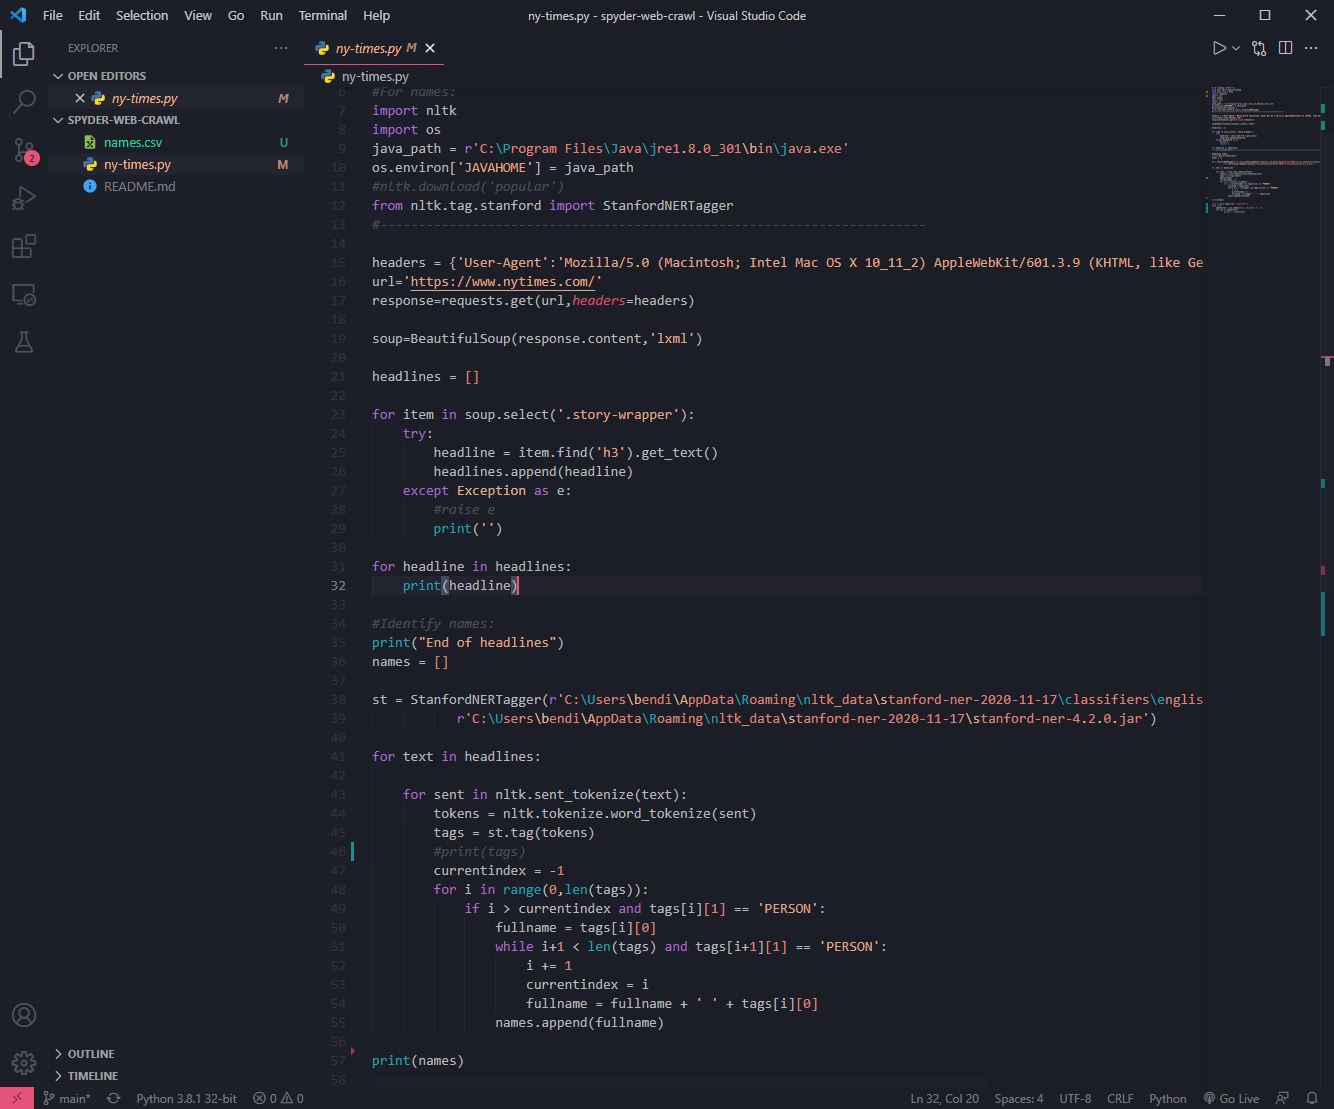 File Edit Selection View Go Run Terminal Help
ny-times.py - spyder-web-crawl - Visual Studio Code
EXPLORER
OPEN EDITORS
ny-times.py M
SPYDER-WEB-CRAWL
names.csv U
ny-times.py M
README.md
2
OUTLINE
TIMELINE
ny-times.py M
ny-times.py
6 #For names:
7 import nltk
8 import os
9 java_path = r'C:\Program Files\Java\jre1.8.0_301\bin\java.exe'
10 os.environ['JAVAHOME'] = java_path
11 #nltk.download('popular')
12 from nltk.tag.stanford import StanfordNERTagger
13 #-----------------------------------------------------------------------
14
15 headers = {'User-Agent':'Mozilla/5.0 (Macintosh; Intel Mac OS X 10_11_2) AppleWebKit/601.3.9 (KHTML, like Ge
16 url='https://www.nytimes.com/'
17 response=requests.get(url,headers=headers)
18
19 soup=BeautifulSoup(response.content,'lxml')
20
21 headlines = []
22
23 for item in soup.select('.story-wrapper'):
24 try:
25 headline = item.find('h3').get_text()
26 headlines.append(headline)
27 except Exception as e:
28 #raise e
29 print('')
30
31 for headline in headlines:
32 print(headline)
33
34 #Identify names:
35 print("End of headlines")
36 names = []
37
38 st = StanfordNERTagger(r'C:\Users\bendi\AppData\Roaming\nltk_data\stanford-ner-2020-11-17\classifiers\englis
39 r'C:\Users\bendi\AppData\Roaming\nltk_data\stanford-ner-2020-11-17\stanford-ner-4.2.0.jar')
40
41 for text in headlines:
42
43 for sent in nltk.sent_tokenize(text):
44 tokens = nltk.tokenize.word_tokenize(sent)
45 tags = st.tag(tokens)
46 #print(tags)
47 currentindex = -1
48 for i in range(0,len(tags)):
49 if i > currentindex and tags[i][1] == 'PERSON':
50 fullname = tags[i][0]
51 while i+1 < len(tags) and tags[i+1][1] == 'PERSON':
52 i += 1
53 currentindex = i
54 fullname = fullname + ' ' + tags[i][0]
55 names.append(fullname)
56
57 print(names)
58
main* Python 3.8.1 32-bit 0 0 Ln 32, Col 20 Spaces: 4 UTF-8 CRLF Python Go Live